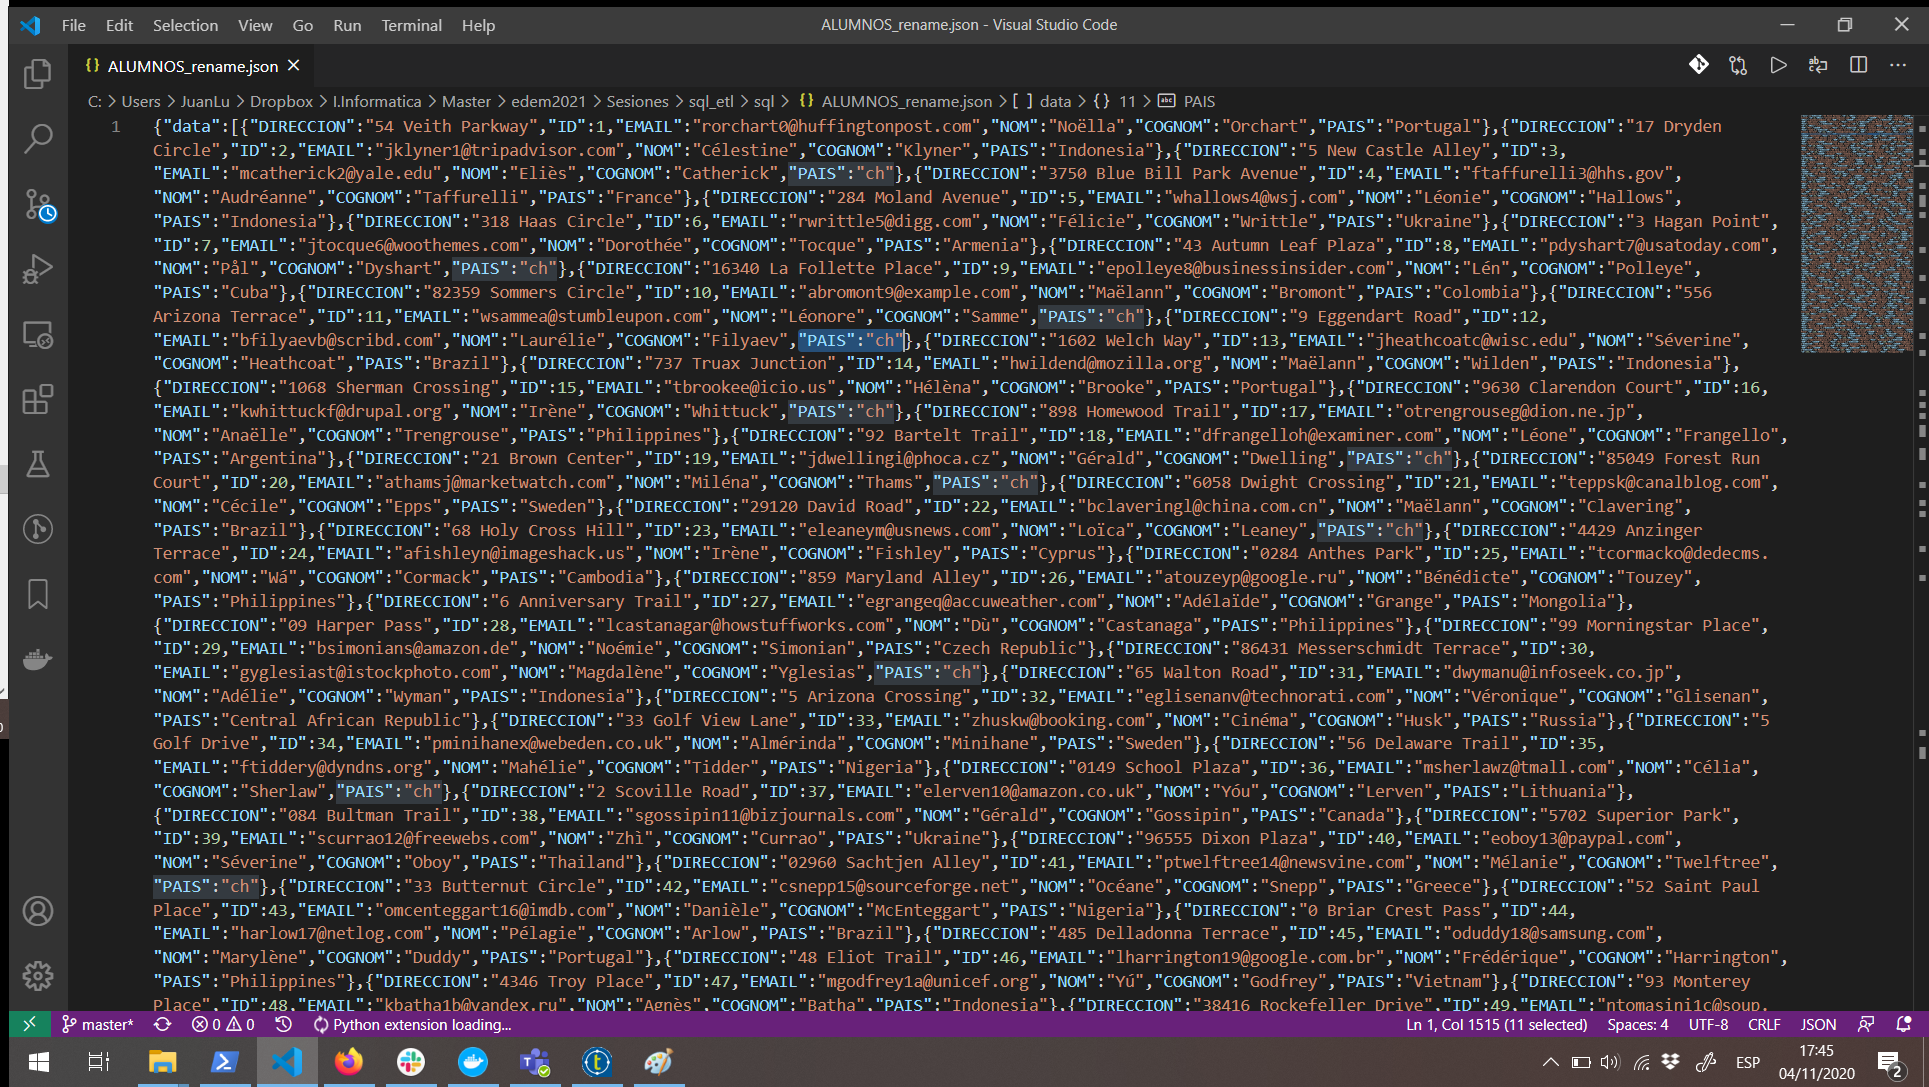 File Edit Selection View Go Run Terminal Help
ALUMNOS_rename.json - Visual Studio Code
{} ALUMNOS_rename.json ×
C: > Users > JuanLu > Dropbox > I.Informatica > Master > edem2021 > Sesiones > sql_etl > sql > {} ALUMNOS_rename.json > [ ] data > {} 11 > abc PAIS
1 {"data":[{"DIRECCION":"54 Veith Parkway","ID":1,"EMAIL":"rorchart0@huffingtonpost.com","NOM":"Noëlla","COGNOM":"Orchart","PAIS":"Portugal"},{"DIRECCION":"17 Dryden
Circle","ID":2,"EMAIL":"jklyner1@tripadvisor.com","NOM":"Célestine","COGNOM":"Klyner","PAIS":"Indonesia"},{"DIRECCION":"5 New Castle Alley","ID":3,
"EMAIL":"mcatherick2@yale.edu","NOM":"Eliès","COGNOM":"Catherick","PAIS":"ch"},{"DIRECCION":"3750 Blue Bill Park Avenue","ID":4,"EMAIL":"ftaffurelli3@hhs.gov",
"NOM":"Audréanne","COGNOM":"Taffurelli","PAIS":"France"},{"DIRECCION":"284 Moland Avenue","ID":5,"EMAIL":"whallows4@wsj.com","NOM":"Léonie","COGNOM":"Hallows",
"PAIS":"Indonesia"},{"DIRECCION":"318 Haas Circle","ID":6,"EMAIL":"rwrittle5@digg.com","NOM":"Félicie","COGNOM":"Writtle","PAIS":"Ukraine"},{"DIRECCION":"3 Hagan Point",
"ID":7,"EMAIL":"jtocque6@woothemes.com","NOM":"Dorothée","COGNOM":"Tocque","PAIS":"Armenia"},{"DIRECCION":"43 Autumn Leaf Plaza","ID":8,"EMAIL":"pdyshart7@usatoday.com",
"NOM":"Pål","COGNOM":"Dyshart","PAIS":"ch"},{"DIRECCION":"16340 La Follette Place","ID":9,"EMAIL":"epolleye8@businessinsider.com","NOM":"Lén","COGNOM":"Polleye",
"PAIS":"Cuba"},{"DIRECCION":"82359 Sommers Circle","ID":10,"EMAIL":"abromont9@example.com","NOM":"Maëlann","COGNOM":"Bromont","PAIS":"Colombia"},{"DIRECCION":"556
Arizona Terrace","ID":11,"EMAIL":"wsammea@stumbleupon.com","NOM":"Léonore","COGNOM":"Samme","PAIS":"ch"},{"DIRECCION":"9 Eggendart Road","ID":12,
"EMAIL":"bfilyaevb@scribd.com","NOM":"Laurélie","COGNOM":"Filyaev","PAIS":"ch"},{"DIRECCION":"1602 Welch Way","ID":13,"EMAIL":"jheathcoatc@wisc.edu","NOM":"Séverine",
"COGNOM":"Heathcoat","PAIS":"Brazil"},{"DIRECCION":"737 Truax Junction","ID":14,"EMAIL":"hwildend@mozilla.org","NOM":"Maëlann","COGNOM":"Wilden","PAIS":"Indonesia"},
{"DIRECCION":"1068 Sherman Crossing","ID":15,"EMAIL":"tbrookee@icio.us","NOM":"Hélèna","COGNOM":"Brooke","PAIS":"Portugal"},{"DIRECCION":"9630 Clarendon Court","ID":16,
"EMAIL":"kwhittuckf@drupal.org","NOM":"Irène","COGNOM":"Whittuck","PAIS":"ch"},{"DIRECCION":"898 Homewood Trail","ID":17,"EMAIL":"otrengrouseg@dion.ne.jp",
"NOM":"Anaëlle","COGNOM":"Trengrouse","PAIS":"Philippines"},{"DIRECCION":"92 Bartelt Trail","ID":18,"EMAIL":"dfrangelloh@examiner.com","NOM":"Léone","COGNOM":"Frangello",
"PAIS":"Argentina"},{"DIRECCION":"21 Brown Center","ID":19,"EMAIL":"jdwellingi@phoca.cz","NOM":"Gérald","COGNOM":"Dwelling","PAIS":"ch"},{"DIRECCION":"85049 Forest Run
Court","ID":20,"EMAIL":"athamsj@marketwatch.com","NOM":"Miléna","COGNOM":"Thams","PAIS":"ch"},{"DIRECCION":"6058 Dwight Crossing","ID":21,"EMAIL":"teppsk@canalblog.com",
"NOM":"Cécile","COGNOM":"Epps","PAIS":"Sweden"},{"DIRECCION":"29120 David Road","ID":22,"EMAIL":"bclaveringl@china.com.cn","NOM":"Maëlann","COGNOM":"Clavering",
"PAIS":"Brazil"},{"DIRECCION":"68 Holy Cross Hill","ID":23,"EMAIL":"eleaneym@usnews.com","NOM":"Loïca","COGNOM":"Leaney","PAIS":"ch"},{"DIRECCION":"4429 Anzinger
Terrace","ID":24,"EMAIL":"afishleyn@imageshack.us","NOM":"Irène","COGNOM":"Fishley","PAIS":"Cyprus"},{"DIRECCION":"0284 Anthes Park","ID":25,"EMAIL":"tcormacko@dedecms.
com","NOM":"Wá","COGNOM":"Cormack","PAIS":"Cambodia"},{"DIRECCION":"859 Maryland Alley","ID":26,"EMAIL":"atouzeyp@google.ru","NOM":"Bénédicte","COGNOM":"Touzey",
"PAIS":"Philippines"},{"DIRECCION":"6 Anniversary Trail","ID":27,"EMAIL":"egrangeq@accuweather.com","NOM":"Adélaïde","COGNOM":"Grange","PAIS":"Mongolia"},
{"DIRECCION":"09 Harper Pass","ID":28,"EMAIL":"lcastanagar@howstuffworks.com","NOM":"Dù","COGNOM":"Castanaga","PAIS":"Philippines"},{"DIRECCION":"99 Morningstar Place",
"ID":29,"EMAIL":"bsimonians@amazon.de","NOM":"Noémie","COGNOM":"Simonian","PAIS":"Czech Republic"},{"DIRECCION":"86431 Messerschmidt Terrace","ID":30,
"EMAIL":"gyglesiast@istockphoto.com","NOM":"Magdalène","COGNOM":"Yglesias","PAIS":"ch"},{"DIRECCION":"65 Walton Road","ID":31,"EMAIL":"dwymanu@infoseek.co.jp",
"NOM":"Adélie","COGNOM":"Wyman","PAIS":"Indonesia"},{"DIRECCION":"5 Arizona Crossing","ID":32,"EMAIL":"eglisenanv@technorati.com","NOM":"Véronique","COGNOM":"Glisenan",
"PAIS":"Central African Republic"},{"DIRECCION":"33 Golf View Lane","ID":33,"EMAIL":"zhuskw@booking.com","NOM":"Cinéma","COGNOM":"Husk","PAIS":"Russia"},{"DIRECCION":"5
Golf Drive","ID":34,"EMAIL":"pminihanex@webeden.co.uk","NOM":"Almérinda","COGNOM":"Minihane","PAIS":"Sweden"},{"DIRECCION":"56 Delaware Trail","ID":35,
"EMAIL":"ftiddery@dyndns.org","NOM":"Mahélie","COGNOM":"Tidder","PAIS":"Nigeria"},{"DIRECCION":"0149 School Plaza","ID":36,"EMAIL":"msherlawz@tmall.com","NOM":"Célia",
"COGNOM":"Sherlaw","PAIS":"ch"},{"DIRECCION":"2 Scoville Road","ID":37,"EMAIL":"elerven10@amazon.co.uk","NOM":"Yóu","COGNOM":"Lerven","PAIS":"Lithuania"},
{"DIRECCION":"084 Bultman Trail","ID":38,"EMAIL":"sgossipin11@bizjournals.com","NOM":"Gérald","COGNOM":"Gossipin","PAIS":"Canada"},{"DIRECCION":"5702 Superior Park",
"ID":39,"EMAIL":"scurrao12@freewebs.com","NOM":"Zhì","COGNOM":"Currao","PAIS":"Ukraine"},{"DIRECCION":"96555 Dixon Plaza","ID":40,"EMAIL":"eoboy13@paypal.com",
"NOM":"Séverine","COGNOM":"Oboy","PAIS":"Thailand"},{"DIRECCION":"02960 Sachtjen Alley","ID":41,"EMAIL":"ptwelftree14@newsvine.com","NOM":"Mélanie","COGNOM":"Twelftree",
"PAIS":"ch"},{"DIRECCION":"33 Butternut Circle","ID":42,"EMAIL":"csnepp15@sourceforge.net","NOM":"Océane","COGNOM":"Snepp","PAIS":"Greece"},{"DIRECCION":"52 Saint Paul
Place","ID":43,"EMAIL":"omcenteggart16@imdb.com","NOM":"Danièle","COGNOM":"McEnteggart","PAIS":"Nigeria"},{"DIRECCION":"0 Briar Crest Pass","ID":44,
"EMAIL":"harlow17@netlog.com","NOM":"Pélagie","COGNOM":"Arlow","PAIS":"Brazil"},{"DIRECCION":"485 Delladonna Terrace","ID":45,"EMAIL":"oduddy18@samsung.com",
"NOM":"Marylène","COGNOM":"Duddy","PAIS":"Portugal"},{"DIRECCION":"48 Eliot Trail","ID":46,"EMAIL":"lharrington19@google.com.br","NOM":"Frédérique","COGNOM":"Harrington",
"PAIS":"Philippines"},{"DIRECCION":"4346 Troy Place","ID":47,"EMAIL":"mgodfrey1a@unicef.org","NOM":"Yú","COGNOM":"Godfrey","PAIS":"Vietnam"},{"DIRECCION":"93 Monterey
Place","ID":48,"EMAIL":"kbatha1b@yandex.ru","NOM":"Agnès","COGNOM":"Batha","PAIS":"Indonesia"},{"DIRECCION":"38416 Rockefeller Drive","ID":49,"EMAIL":"ntomasini1c@soup.
master* 0 0 Python extension loading... Ln 1, Col 1515 (11 selected) Spaces: 4 UTF-8 CRLF JSON
ESP 17:45
04/11/2020 2